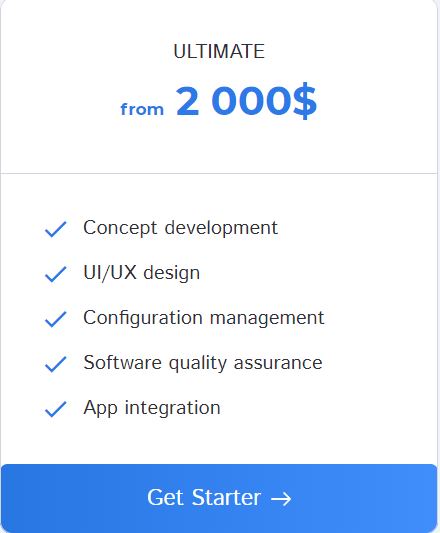 ULTIMATE
from 2 000$
Concept development
UI/UX design
Configuration management
Software quality assurance
App integration
Get Starter →